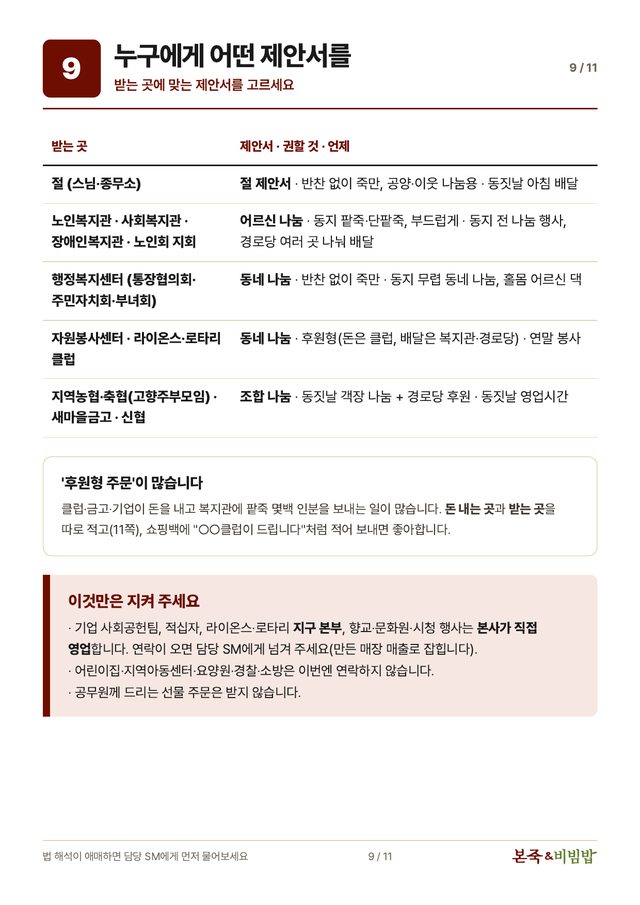 9
누구에게 어떤 제안서를
받는 곳에 맞는 제안서를 고르세요
9 / 11
받는 곳
제안서 · 권할 것 · 언제
절 (스님·종무소)
절 제안서 · 반찬 없이 죽만, 공양·이웃 나눔용 · 동짓날 아침 배달
노인복지관 · 사회복지관 ·
장애인복지관 · 노인회 지회
어르신 나눔 · 동지 팥죽·단팥죽, 부드럽게 · 동지 전 나눔 행사,
경로당 여러 곳 나눠 배달
행정복지센터 (통장협의회·
주민자치회·부녀회)
동네 나눔 · 반찬 없이 죽만 · 동지 무렵 동네 나눔, 홀몸 어르신 댁
자원봉사센터 · 라이온스·로타리
클럽
동네 나눔 · 후원형(돈은 클럽, 배달은 복지관·경로당) · 연말 봉사
지역농협·축협(고향주부모임) ·
새마을금고 · 신협
조합 나눔 · 동짓날 객장 나눔 + 경로당 후원 · 동짓날 영업시간
'후원형 주문'이 많습니다
클럽·금고·기업이 돈을 내고 복지관에 팥죽 몇백 인분을 보내는 일이 많습니다. 돈 내는 곳과 받는 곳을
따로 적고(11쪽), 쇼핑백에 "○○클럽이 드립니다"처럼 적어 보내면 좋아합니다.
이것만은 지켜 주세요
· 기업 사회공헌팀, 적십자, 라이온스·로타리 지구 본부, 향교·문화원·시청 행사는 본사가 직접
영업합니다. 연락이 오면 담당 SM에게 넘겨 주세요(만든 매장 매출로 잡힙니다).
· 어린이집·지역아동센터·요양원·경찰·소방은 이번엔 연락하지 않습니다.
· 공무원께 드리는 선물 주문은 받지 않습니다.
법 해석이 애매하면 담당 SM에게 먼저 물어보세요
9 / 11
본죽&비빔밥